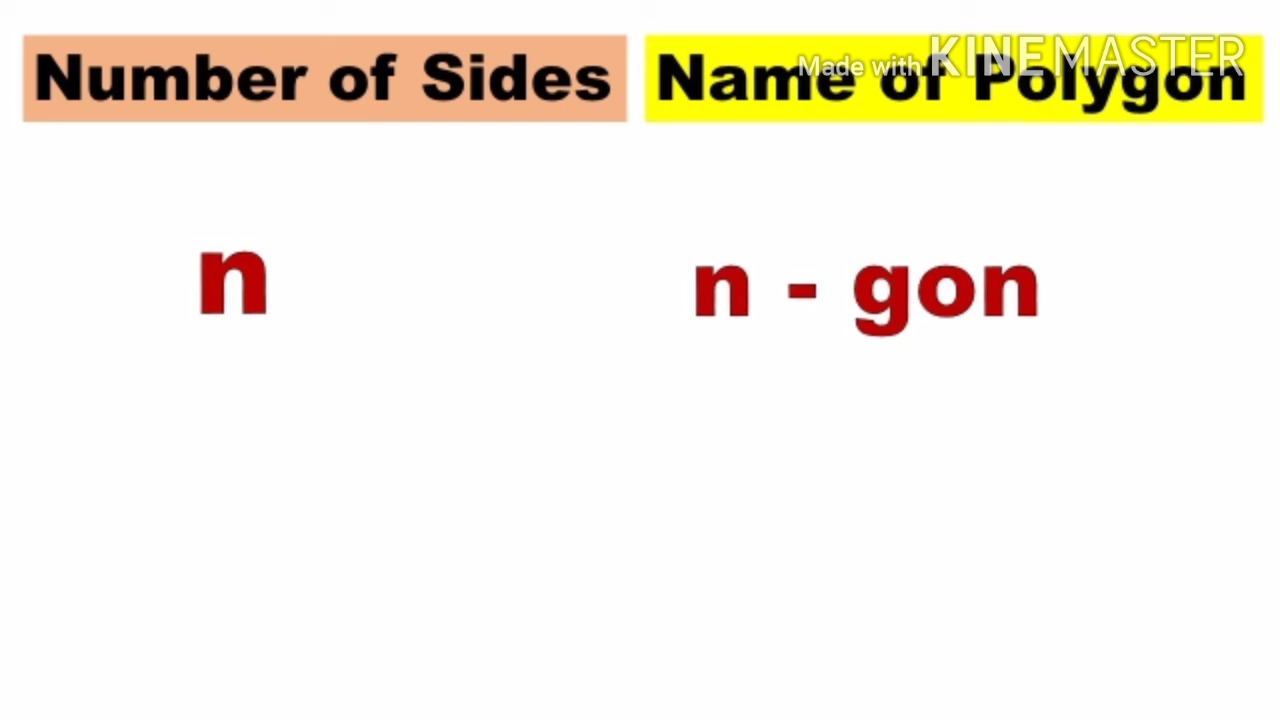 Number of Sides
Name of Polygon
Made with KINEMASTER
n
n - gon